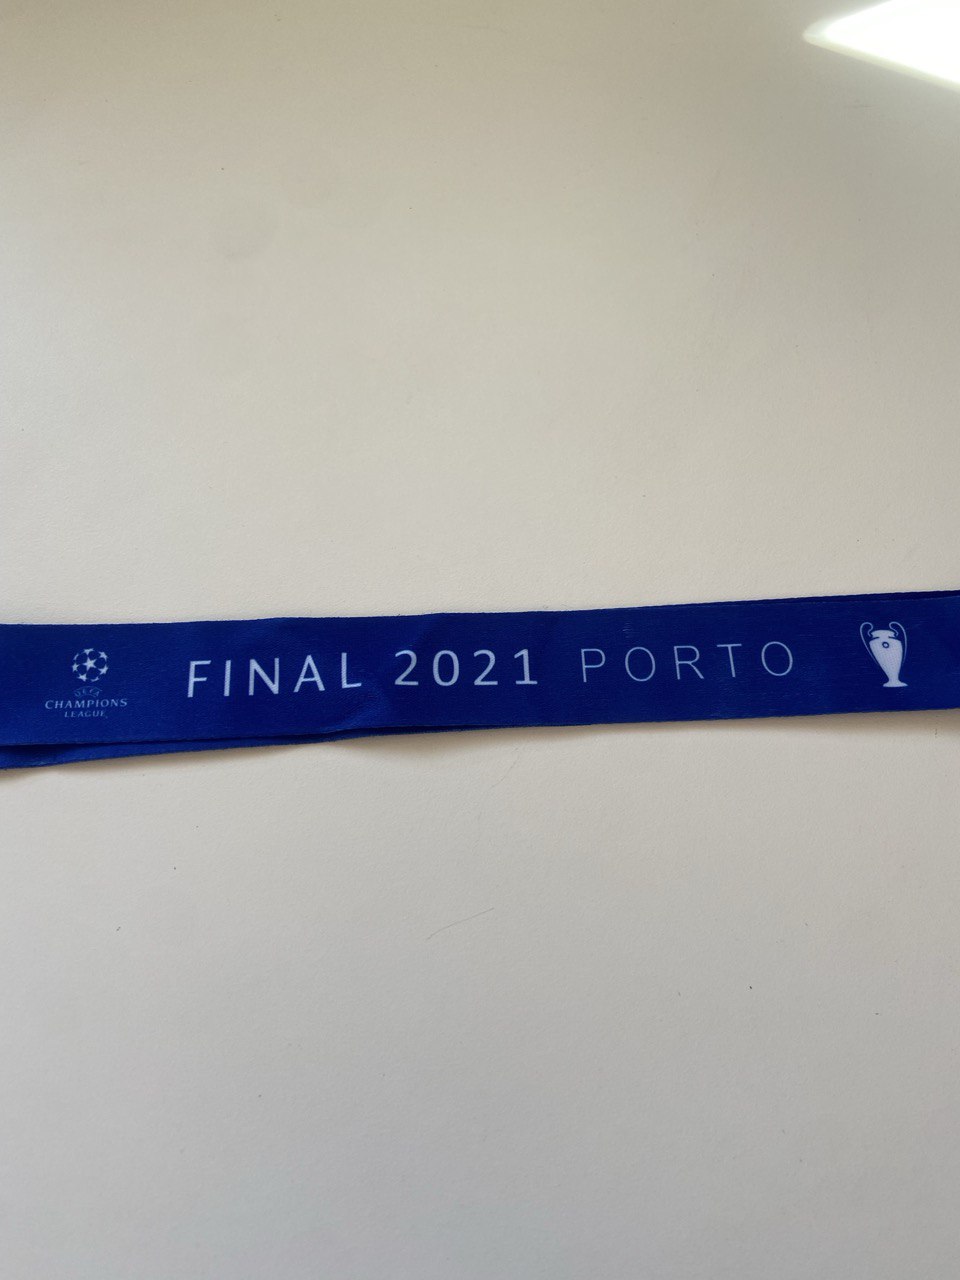 UEFA
CHAMPIONS
LEAGUE
FINAL 2021 PORTO